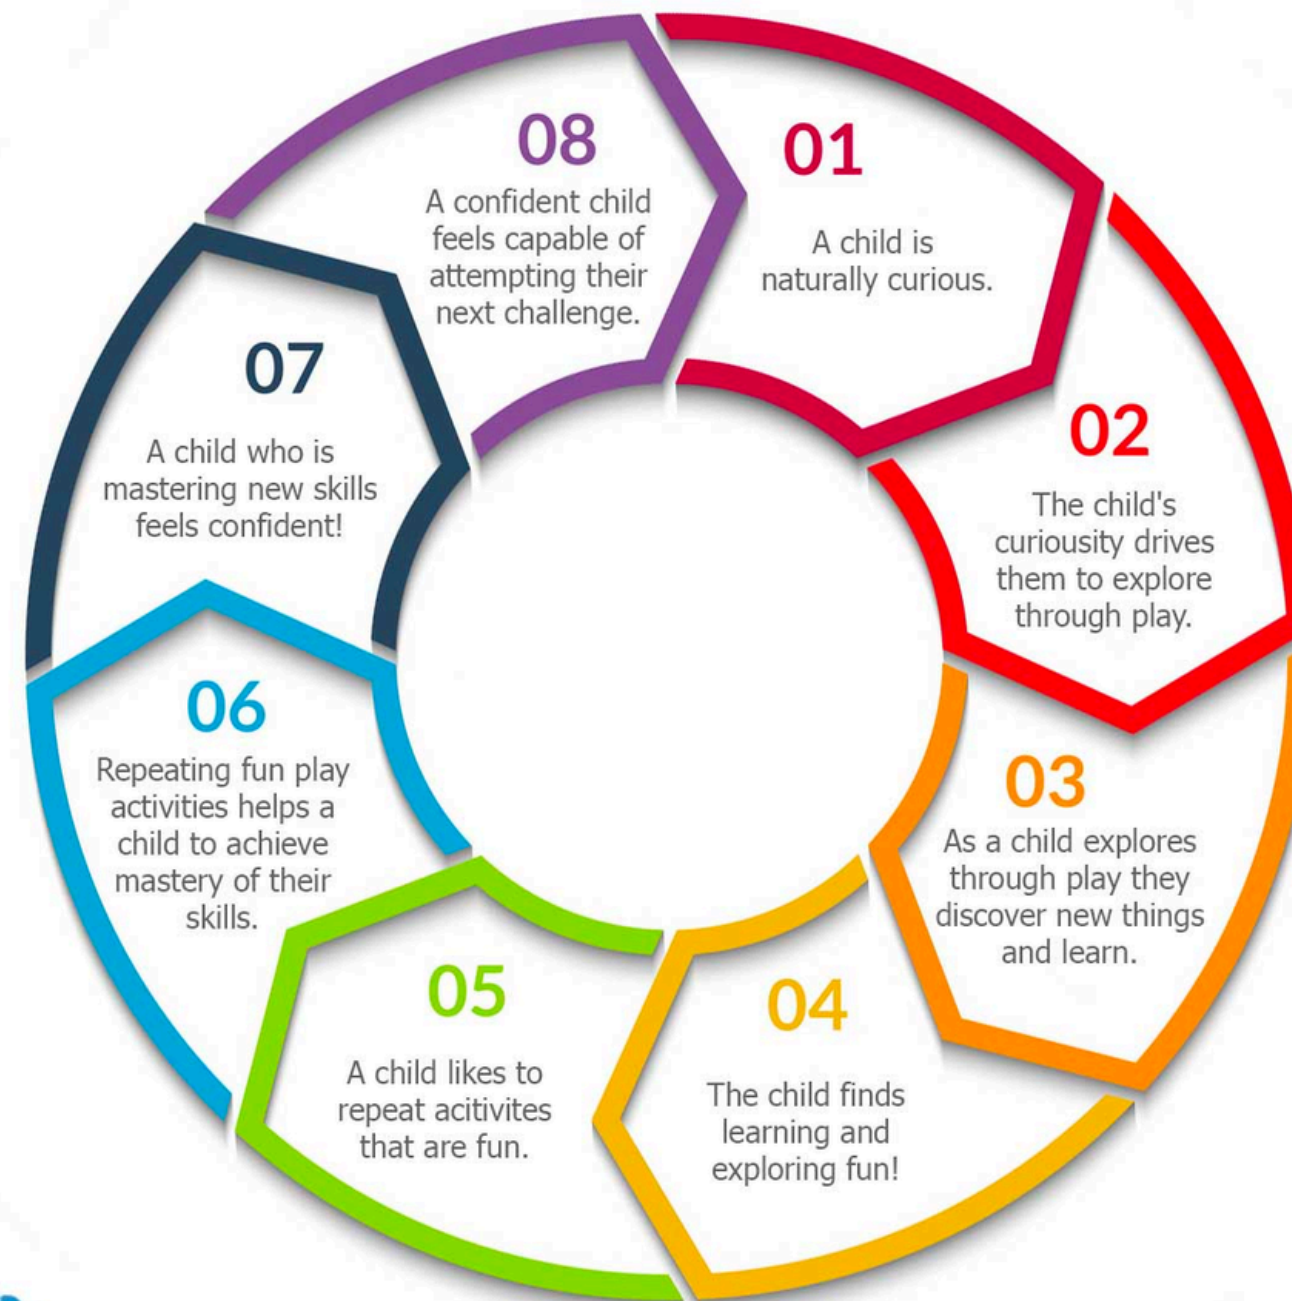 01
A child is
naturally curious.
02
The child's
curiousity drives
them to explore
through play.
03
As a child explores
through play they
discover new things
and learn.
04
The child finds
learning and
exploring fun!
05
A child likes to
repeat acitivites
that are fun.
06
Repeating fun play
activities helps a
child to achieve
mastery of their
skills.
07
A child who is
mastering new skills
feels confident!
08
A confident child
feels capable of
attempting their
next challenge.